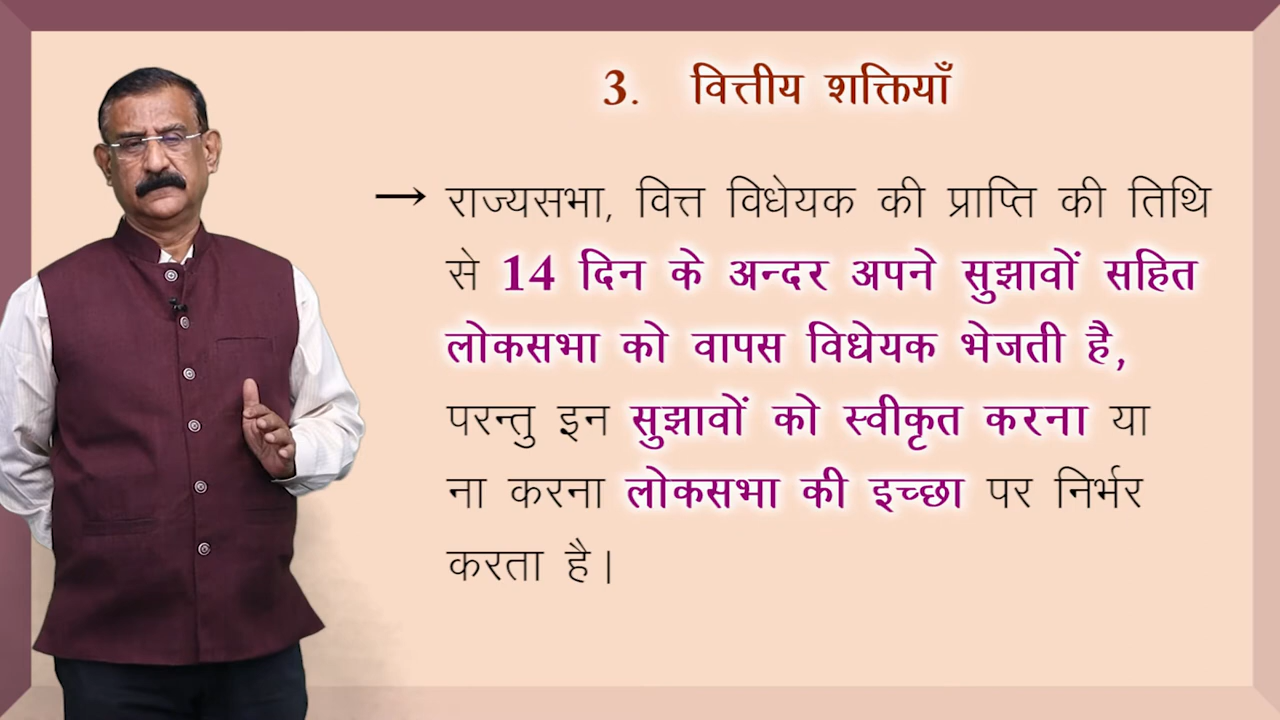 3. वित्तीय शक्तियाँ
→ राज्यसभा, वित्त विधेयक की प्राप्ति की तिथि
से 14 दिन के अन्दर अपने सुझावों सहित
लोकसभा को वापस विधेयक भेजती है,
परन्तु इन सुझावों को स्वीकृत करना या
ना करना लोकसभा की इच्छा पर निर्भर
करता है।